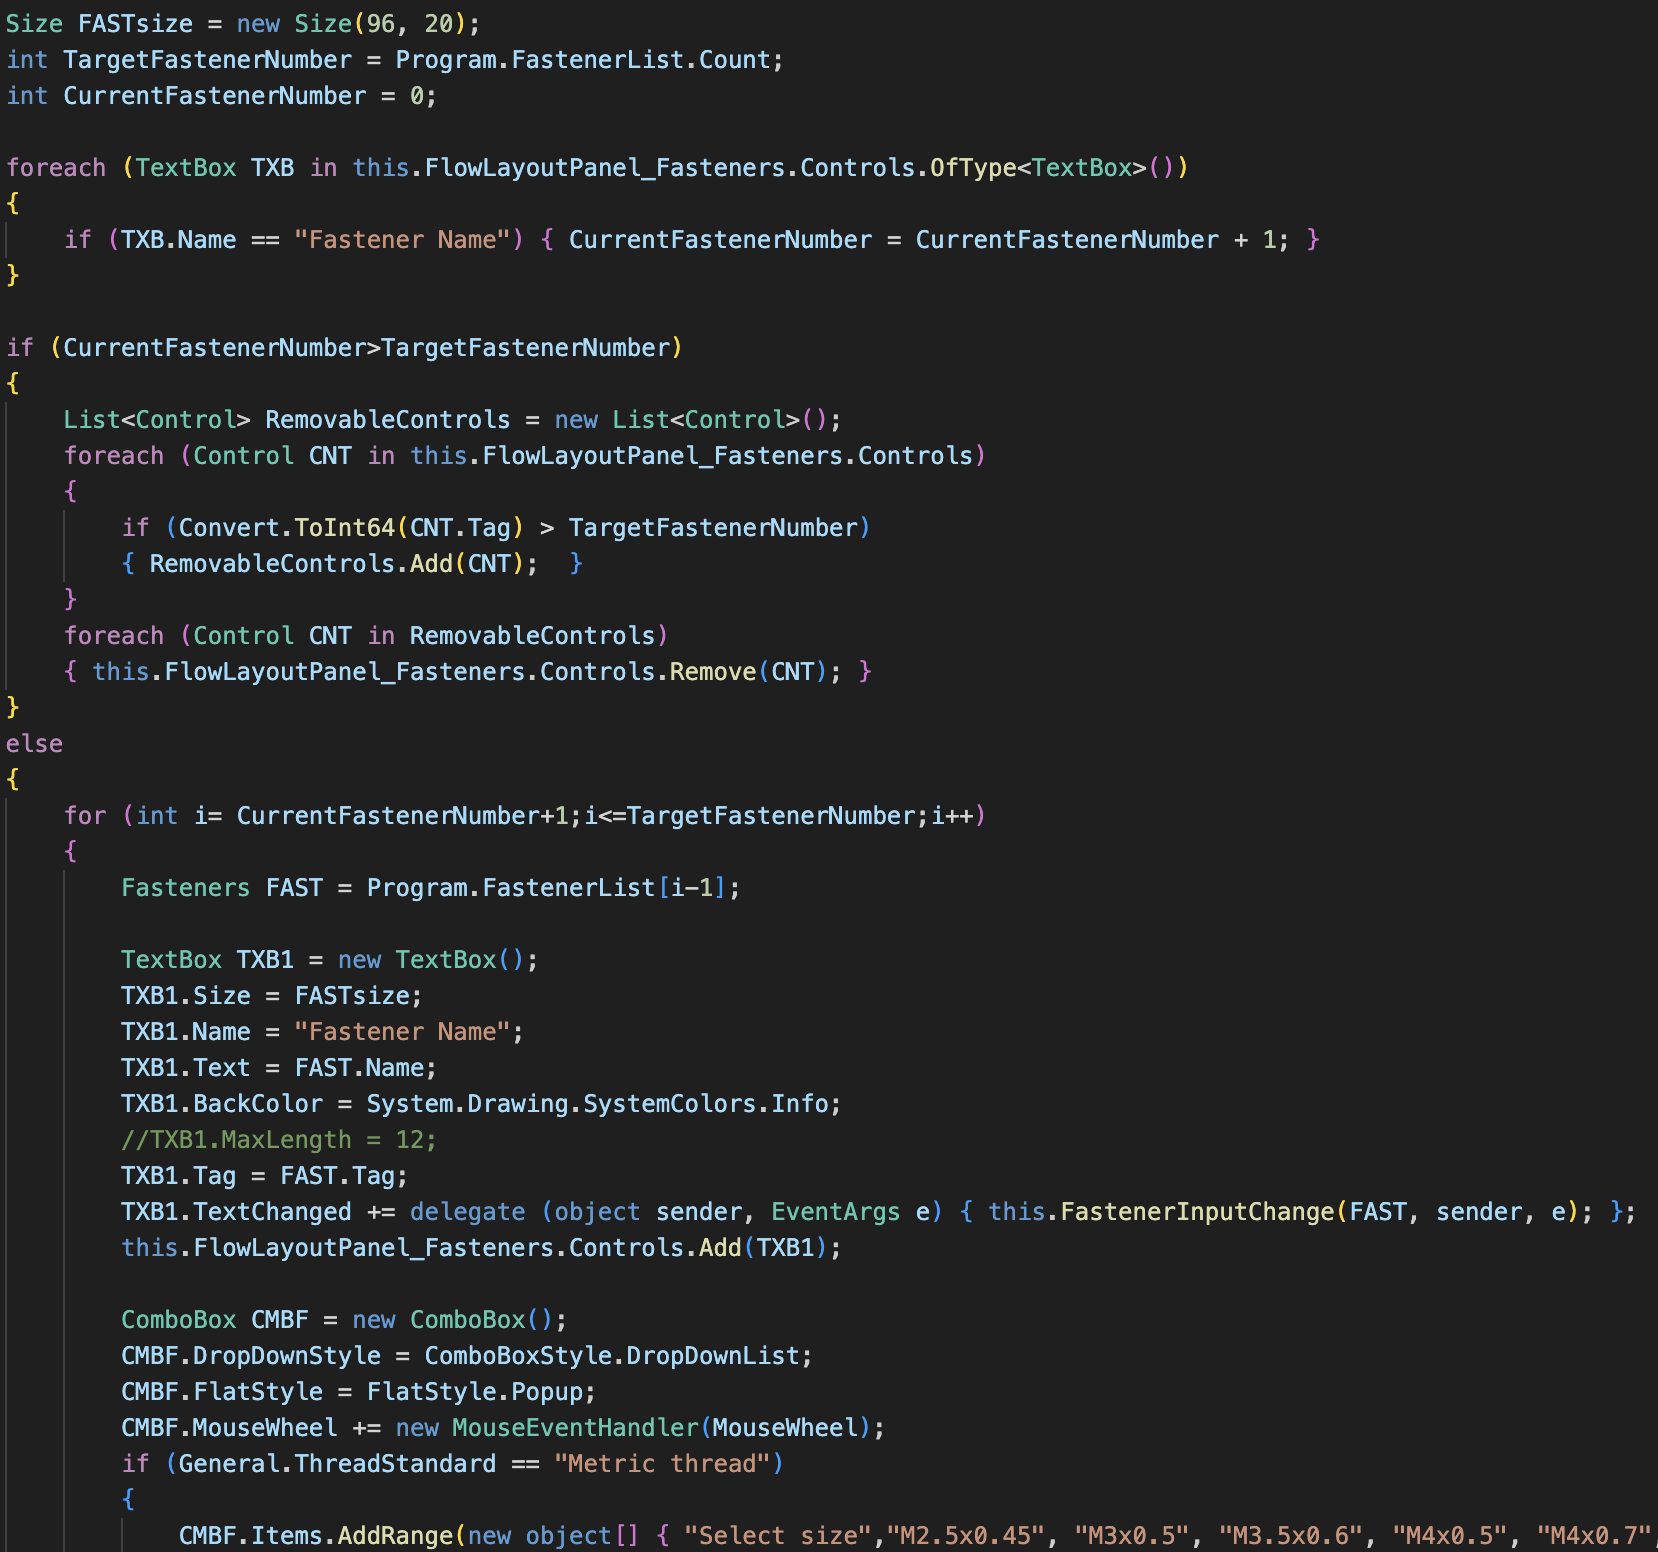 Size FASTsize = new Size(96, 20);
int TargetFastenerNumber = Program.FastenerList.Count;
int CurrentFastenerNumber = 0;

foreach (TextBox TXB in this.FlowLayoutPanel_Fasteners.Controls.OfType<TextBox>())
{
    if (TXB.Name == "Fastener Name") { CurrentFastenerNumber = CurrentFastenerNumber + 1; }
}

if (CurrentFastenerNumber>TargetFastenerNumber)
{
    List<Control> RemovableControls = new List<Control>();
    foreach (Control CNT in this.FlowLayoutPanel_Fasteners.Controls)
    {
        if (Convert.ToInt64(CNT.Tag) > TargetFastenerNumber)
        { RemovableControls.Add(CNT);  }
    }
    foreach (Control CNT in RemovableControls)
    { this.FlowLayoutPanel_Fasteners.Controls.Remove(CNT); }
}
else
{
    for (int i= CurrentFastenerNumber+1;i<=TargetFastenerNumber;i++)
    {
        Fasteners FAST = Program.FastenerList[i-1];

        TextBox TXB1 = new TextBox();
        TXB1.Size = FASTsize;
        TXB1.Name = "Fastener Name";
        TXB1.Text = FAST.Name;
        TXB1.BackColor = System.Drawing.SystemColors.Info;
        //TXB1.MaxLength = 12;
        TXB1.Tag = FAST.Tag;
        TXB1.TextChanged += delegate (object sender, EventArgs e) { this.FastenerInputChange(FAST, sender, e); };
        this.FlowLayoutPanel_Fasteners.Controls.Add(TXB1);

        ComboBox CMBF = new ComboBox();
        CMBF.DropDownStyle = ComboBoxStyle.DropDownList;
        CMBF.FlatStyle = FlatStyle.Popup;
        CMBF.MouseWheel += new MouseEventHandler(MouseWheel);
        if (General.ThreadStandard == "Metric thread")
        {
            CMBF.Items.AddRange(new object[] { "Select size","M2.5x0.45", "M3x0.5", "M3.5x0.6", "M4x0.5", "M4x0.7",